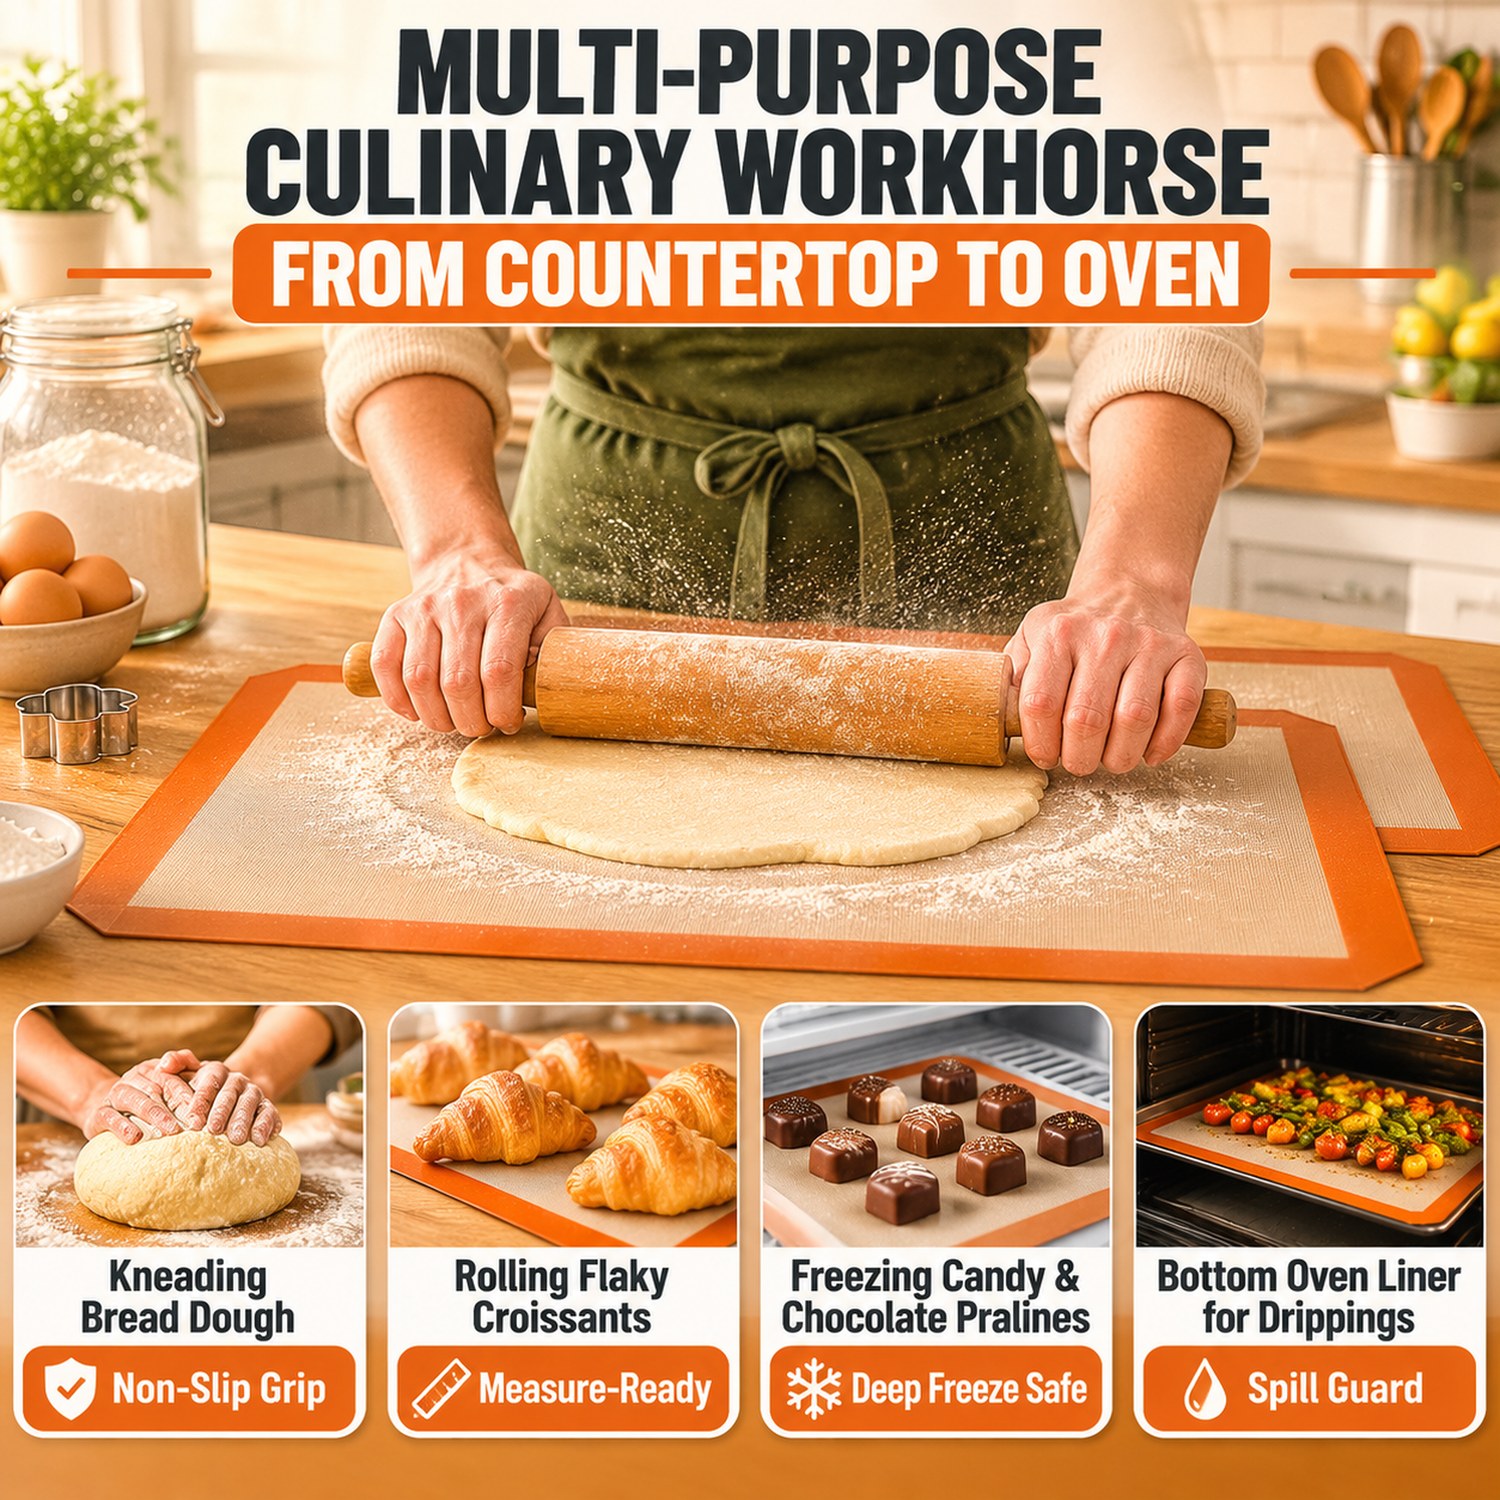 MULTI-PURPOSE
CULINARY WORKHORSE
FROM COUNTERTOP TO OVEN
Kneading
Bread Dough
Non-Slip Grip
Rolling Flaky
Croissants
Measure-Ready
Freezing Candy &
Chocolate Pralines
Deep Freeze Safe
Bottom Oven Liner
for Drippings
Spill Guard